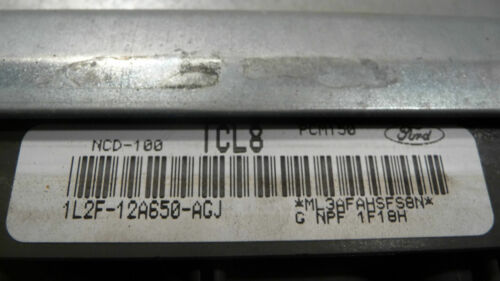 NCD-100 TCL8 PCM150 Ford
1L2F-12A650-AGJ *ML3AFAHSFS8N*
G NPF 1F18H